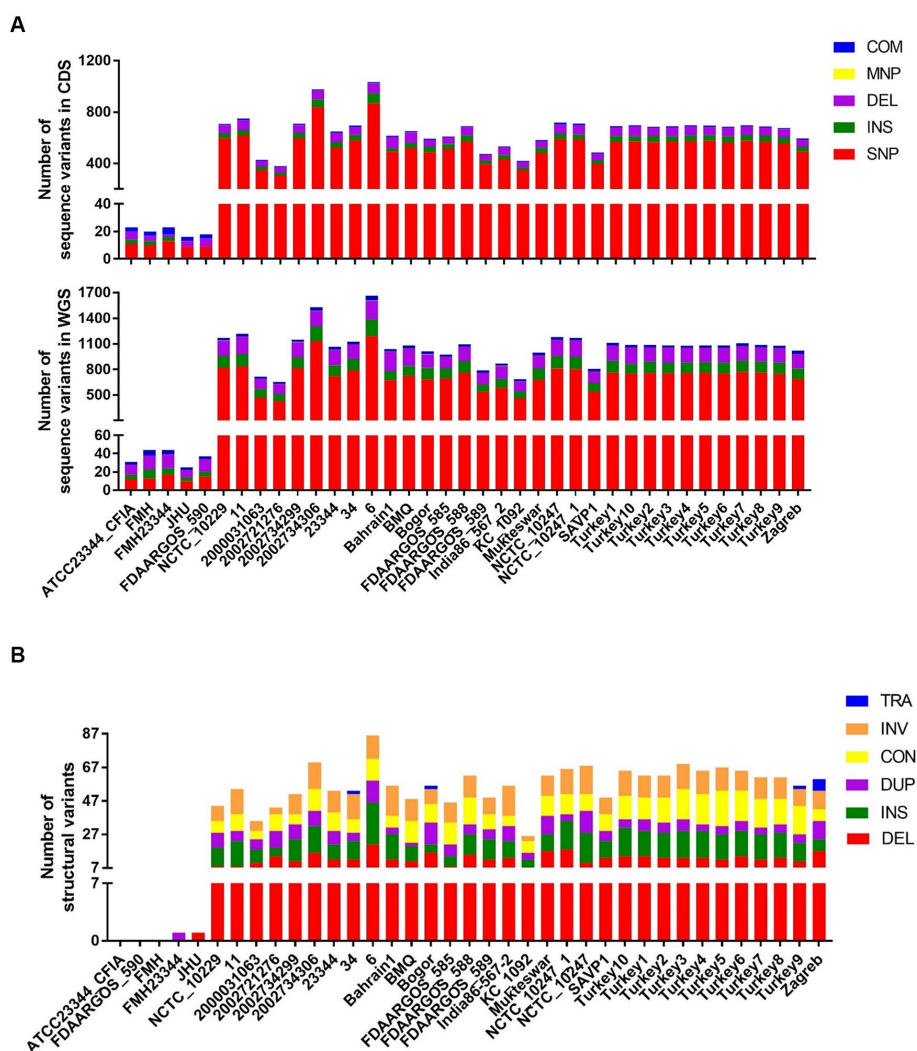 A
Number of
sequence variants in CDS
1200
800
400
40
20
0
COM
MNP
DEL
INS
SNP
Number of
sequence variants in WGS
1700
1400
1100
800
500
60
40
20
0
ATCC23344_CFIA
FMH
FMH23344
JHU
FDAARGOS_590
NCTC_10229
11
2000031063
2002721276
2002734299
2002734306
23344
34
6
Bahrain1
BMQ
Bogor
FDAARGOS_585
FDAARGOS_588
FDAARGOS_589
India86_567_2
KC_1092
Mukteswar
NCTC_10247
NCTC_10247_1
SAVP1
Turkey1
Turkey10
Turkey2
Turkey3
Turkey4
Turkey5
Turkey6
Turkey7
Turkey8
Turkey9
Zagreb
B
Number of
structural variants
87
67
47
27
7
7
0
TRA
INV
CON
DUP
INS
DEL
ATCC23344_CFIA
FDAARGOS_590
FMH
FMH23344
JHU
NCTC_10229
11
2000031063
2002721276
2002734299
2002734306
23344
34
6
Bahrain1
BMQ
Bogor
FDAARGOS_585
FDAARGOS_588
FDAARGOS_589
India86-567-2
KC_1092
Mukteswar
NCTC_10247_1
NCTC_10247
SAVP1
Turkey10
Turkey1
Turkey2
Turkey3
Turkey4
Turkey5
Turkey6
Turkey7
Turkey8
Turkey9
Zagreb